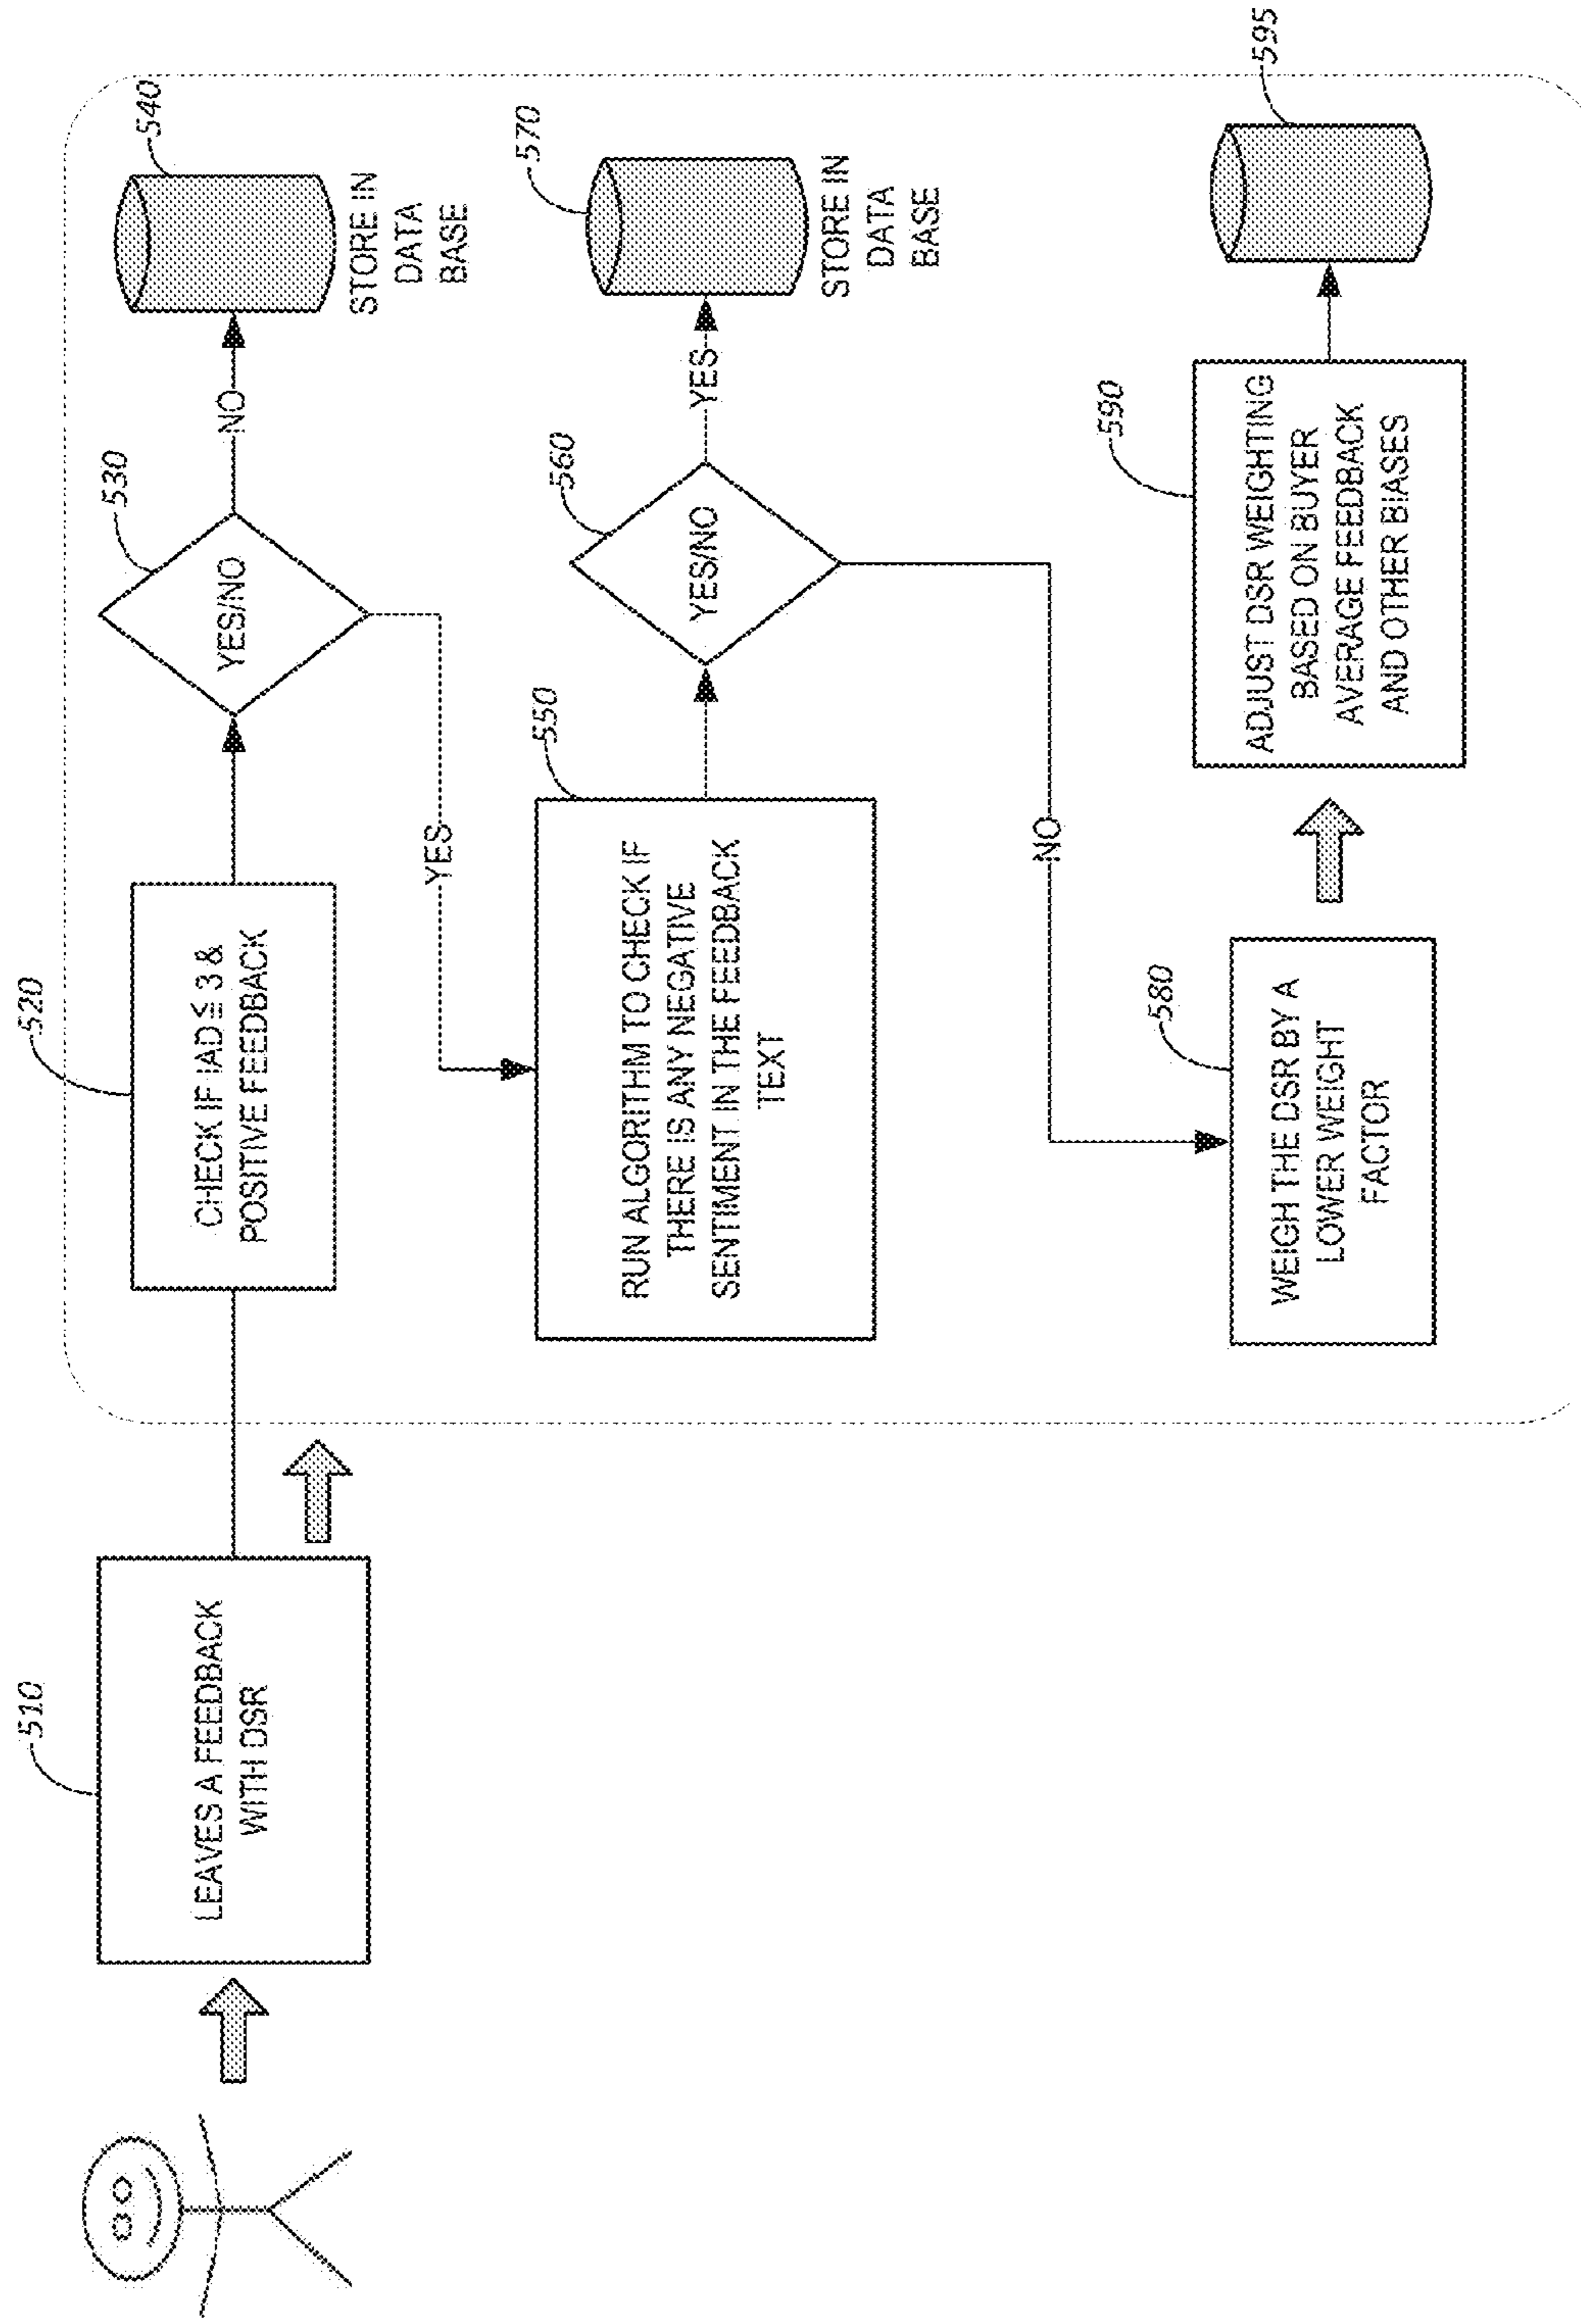 510
LEAVES A FEEDBACK
WITH DSR
520
CHECK IF IAD ≦ 3 &
POSITIVE FEEDBACK
530
YES/NO
NO
540
STORE IN
DATA
BASE
YES
550
RUN ALGORITHM TO CHECK IF
THERE IS ANY NEGATIVE
SENTIMENT IN THE FEEDBACK
TEXT
560
YES/NO
YES
570
STORE IN
DATA
BASE
NO
580
WEIGH THE DSR BY A
LOWER WEIGHT
FACTOR
590
ADJUST DSR WEIGHTING
BASED ON BUYER
AVERAGE FEEDBACK
AND OTHER BIASES
595